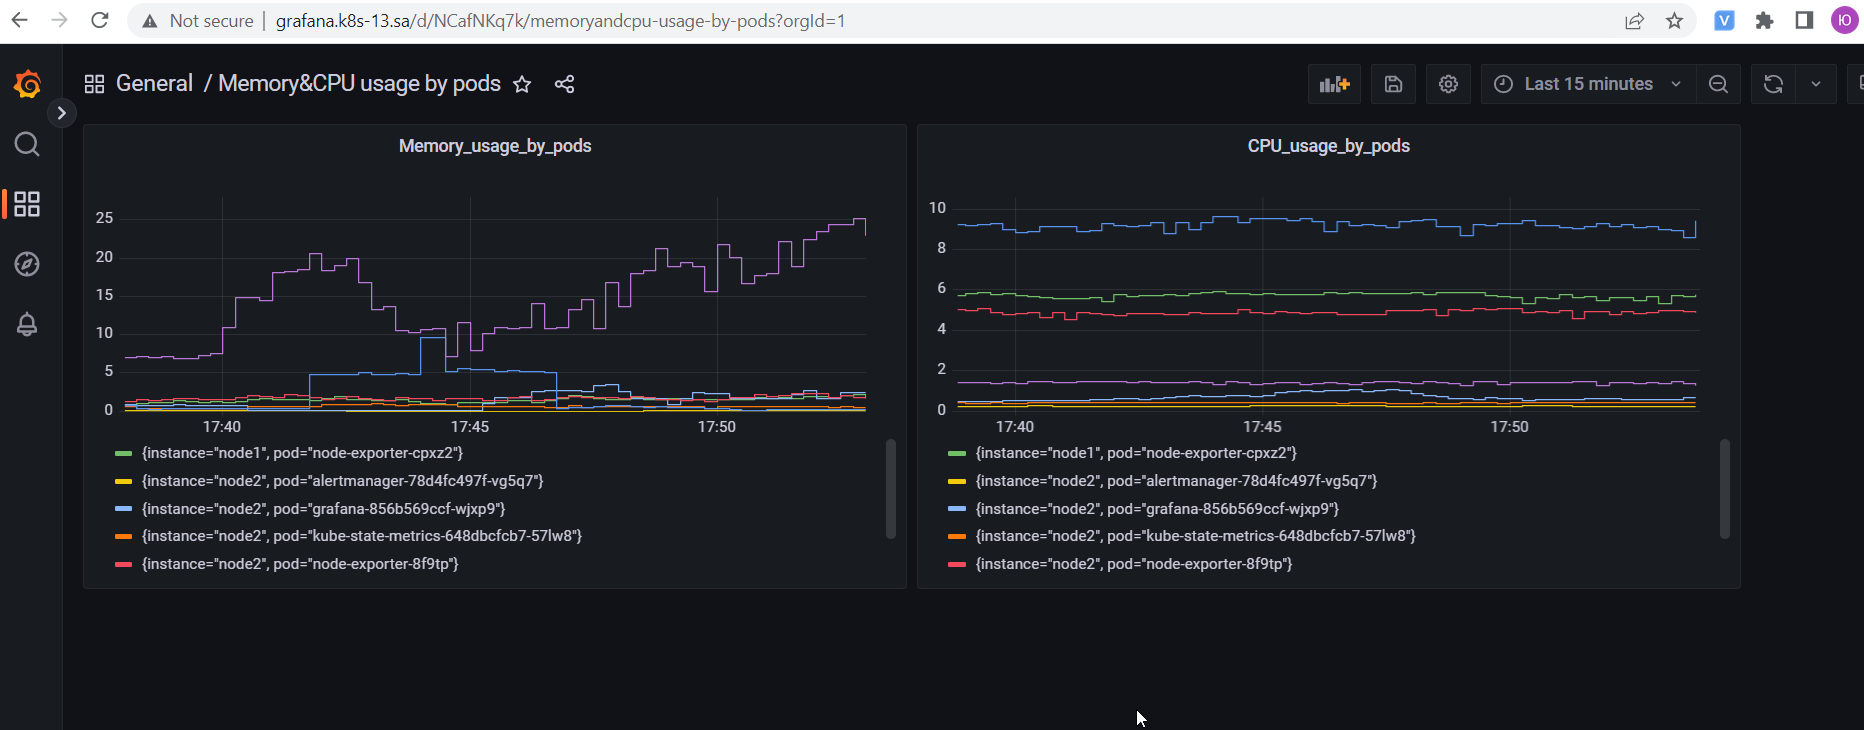 Not secure | grafana.k8s-13.sa/d/NCafNKq7k/memoryandcpu-usage-by-pods?orgId=1
V
Ю
General / Memory&CPU usage by pods
Last 15 minutes
Memory_usage_by_pods
25
20
15
10
5
0
17:40 17:45 17:50
{instance="node1", pod="node-exporter-cpxz2"}
{instance="node2", pod="alertmanager-78d4fc497f-vg5q7"}
{instance="node2", pod="grafana-856b569ccf-wjxp9"}
{instance="node2", pod="kube-state-metrics-648dbcfcb7-57lw8"}
{instance="node2", pod="node-exporter-8f9tp"}
CPU_usage_by_pods
10
8
6
4
2
0
17:40 17:45 17:50
{instance="node1", pod="node-exporter-cpxz2"}
{instance="node2", pod="alertmanager-78d4fc497f-vg5q7"}
{instance="node2", pod="grafana-856b569ccf-wjxp9"}
{instance="node2", pod="kube-state-metrics-648dbcfcb7-57lw8"}
{instance="node2", pod="node-exporter-8f9tp"}